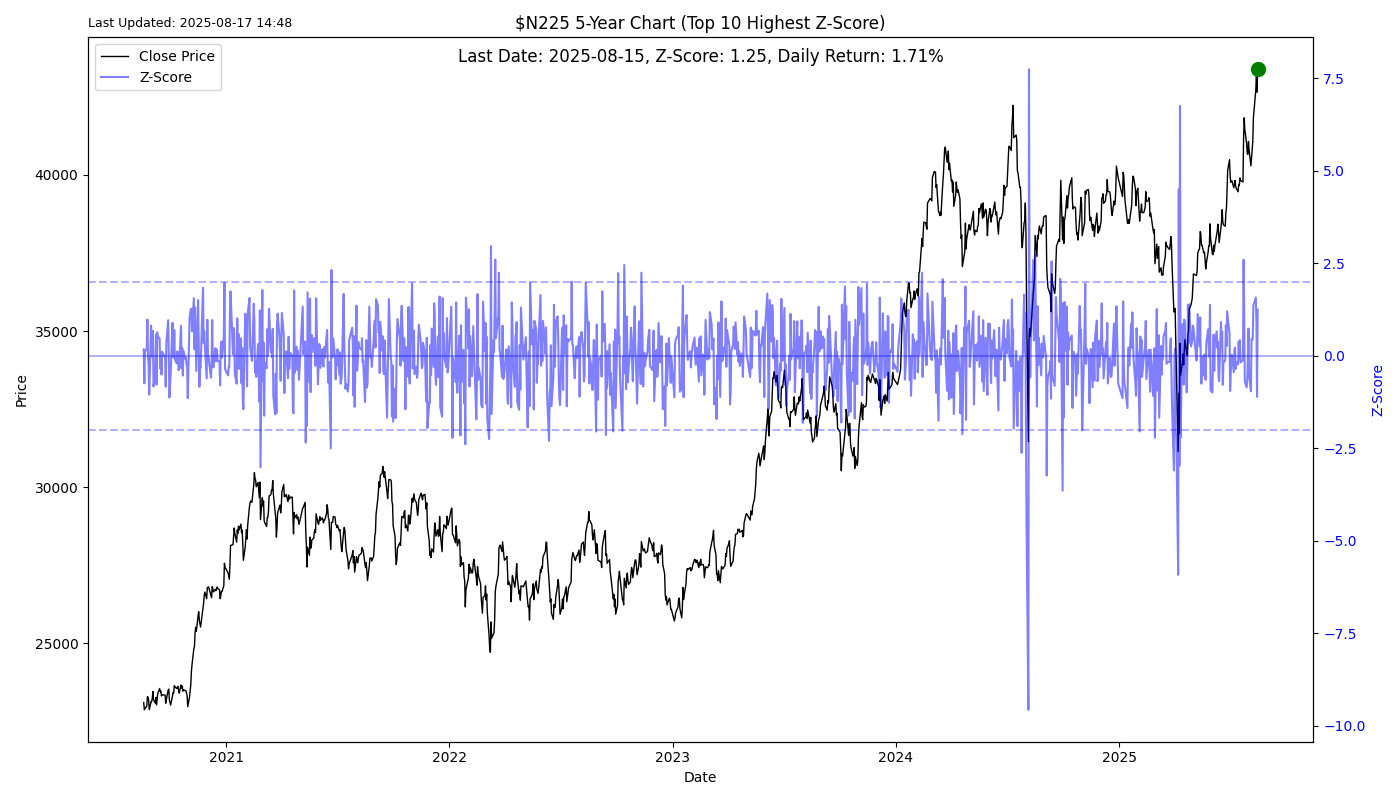 Last Updated: 2025-08-17 14:48
$N225 5-Year Chart (Top 10 Highest Z-Score)
Last Date: 2025-08-15, Z-Score: 1.25, Daily Return: 1.71%
Close Price
Z-Score
40000
35000
30000
25000
Price
7.5
5.0
2.5
0.0
−2.5
−5.0
−7.5
−10.0
Z-Score
2021
2022
2023
2024
2025
Date